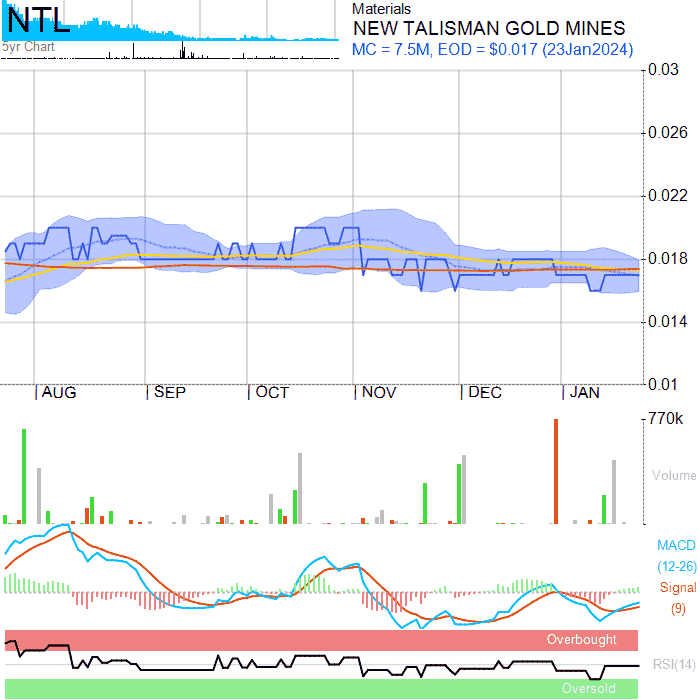 NTL
5yr Chart
Materials
NEW TALISMAN GOLD MINES
MC = 7.5M, EOD = $0.017 (23Jan2024)
0.03
0.026
0.022
0.018
0.014
0.01
AUG SEP OCT NOV DEC JAN
770k
Volume
MACD
(12-26)
Signal
(9)
Overbought
RSI(14)
Oversold